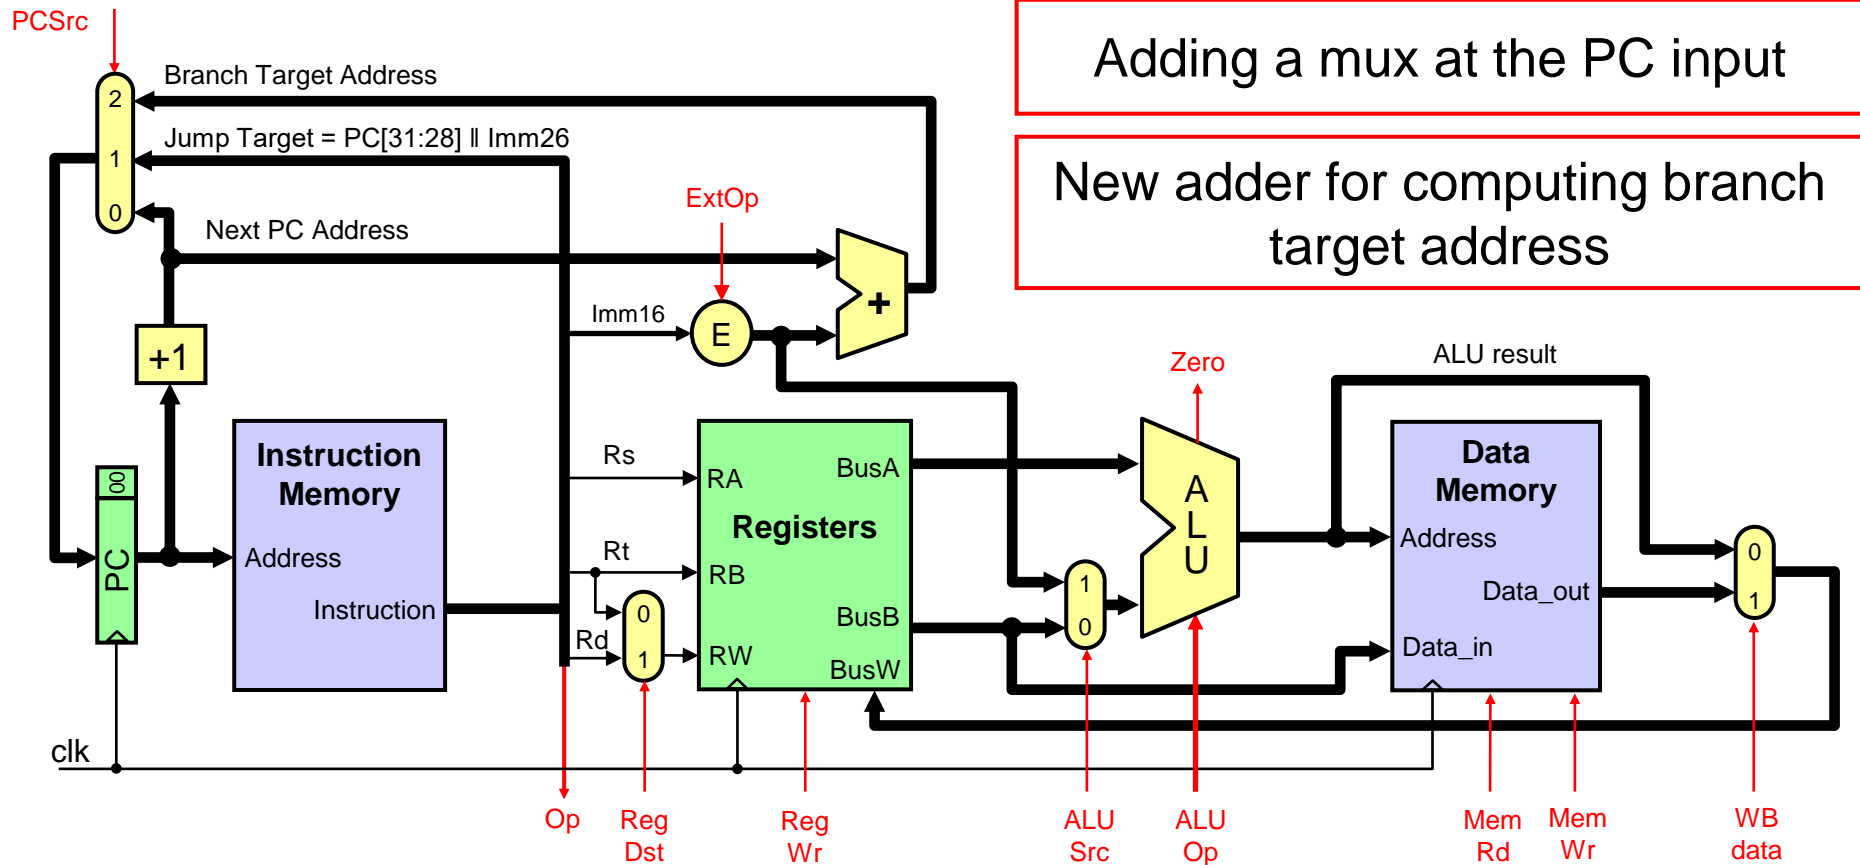 PCSrc
Adding a mux at the PC input
Branch Target Address
2
Jump Target = PC[31:28] ‖ Imm26
1
New adder for computing branch
target address
ExtOp
0
Next PC Address
+
Imm16
E
+1
ALU result
Zero
Instruction
Memory
Data
Memory
Rs
BusA
RA
A
L
U
00
Registers
PC
Address
Address
0
Rt
RB
1
Data_out
1
Instruction
0
BusB
0
Rd
1
RW
BusW
Data_in
clk
Op
Reg
Dst
Reg
Wr
ALU
Src
ALU
Op
Mem
Rd
Mem
Wr
WB
data